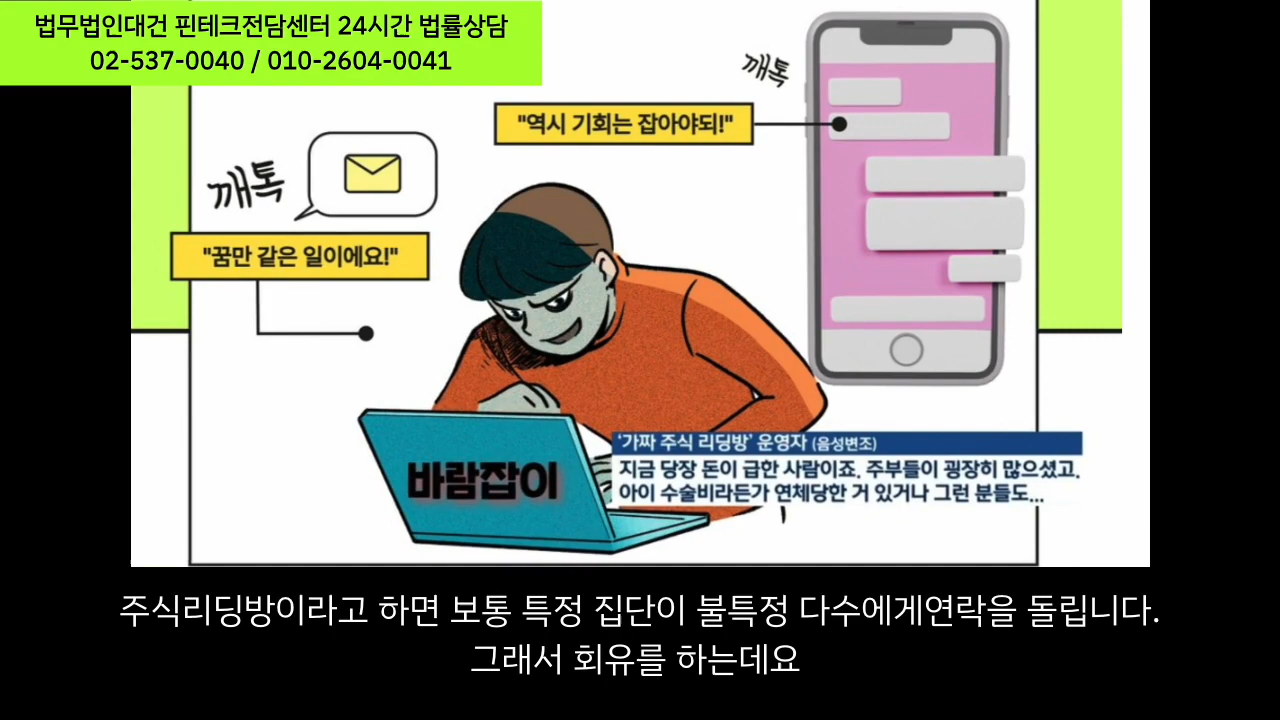 법무법인대건 핀테크전담센터 24시간 법률상담
02-537-0040 / 010-2604-0041
깨톡
"역시 기회는 잡아야되!"
깨톡
"꿈만 같은 일이에요!"
바람잡이
‘가짜 주식 리딩방’ 운영자 (음성변조)
지금 당장 돈이 급한 사람이죠. 주부들이 굉장히 많으셨고.
아이 수술비라든가 연체당한 거 있거나 그런 분들도...
주식리딩방이라고 하면 보통 특정 집단이 불특정 다수에게연락을 돌립니다.
그래서 회유를 하는데요